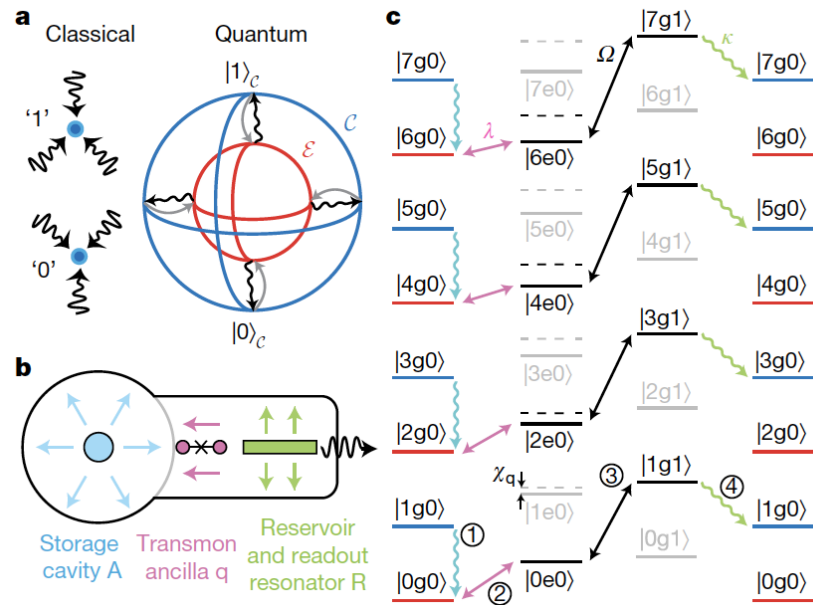 a
Classical
Quantum
'1'
'0'
|1⟩𝒞
𝒞
ℰ
|0⟩𝒞
b
Storage
cavity A
Transmon
ancilla q
Reservoir
and readout
resonator R
c
|7g1⟩
|7g0⟩
Ω
κ
|7g0⟩
|7e0⟩
|6g1⟩
|6g0⟩
λ
|6e0⟩
|6g0⟩
|5g1⟩
|5g0⟩
|5g0⟩
|5e0⟩
|4g1⟩
|4g0⟩
|4e0⟩
|4g0⟩
|3g1⟩
|3g0⟩
|3g0⟩
|3e0⟩
|2g1⟩
|2g0⟩
|2e0⟩
|2g0⟩
χq
③
|1g1⟩
④
|1g0⟩
①
|1e0⟩
|1g0⟩
|0g1⟩
|0g0⟩
②
|0e0⟩
|0g0⟩